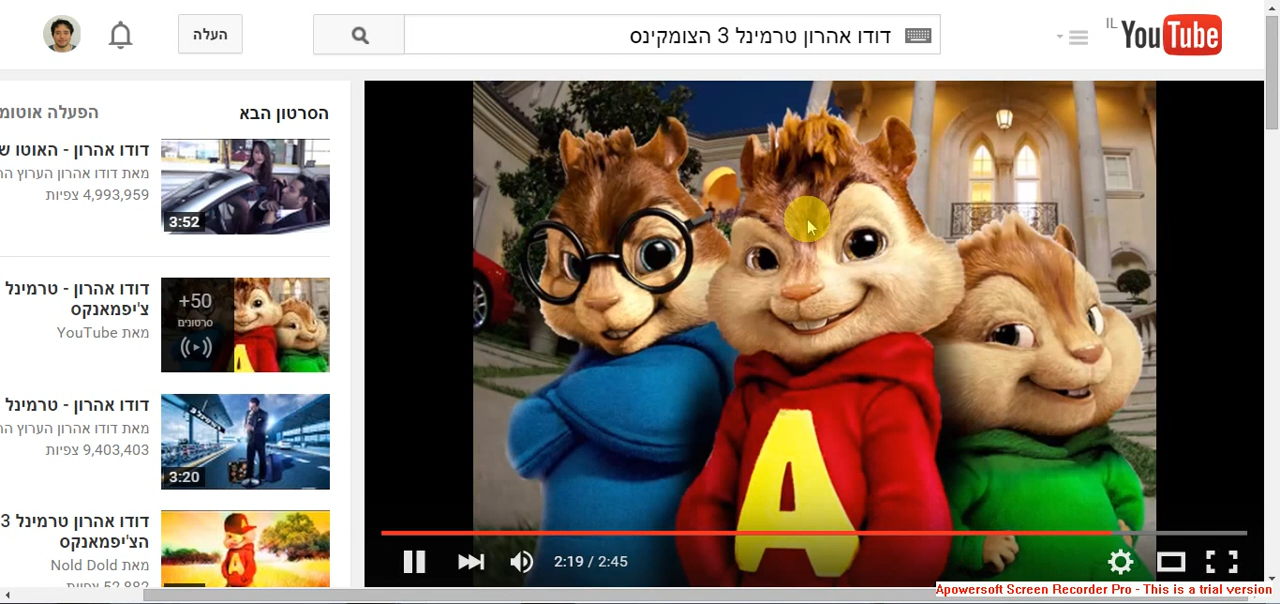 IL YouTube
דודו אהרון טרמינל 3 הצומקינס
העלה
הסרטון הבא
הפעלה אוטומ
דודו אהרון - האוטו ש
מאת דודו אהרון הערוץ הר
4,993,959 צפיות
3:52
דודו אהרון - טרמינל
צ'יפמאנקס
מאת YouTube
+50
סרטונים
דודו אהרון - טרמינל
מאת דודו אהרון הערוץ הר
9,403,403 צפיות
3:20
דודו אהרון טרמינל 3
הצ'יפמאנקס
מאת Nold Dold
52,882 צפיות
A
2:19 / 2:45
Apowersoft Screen Recorder Pro - This is a trial version